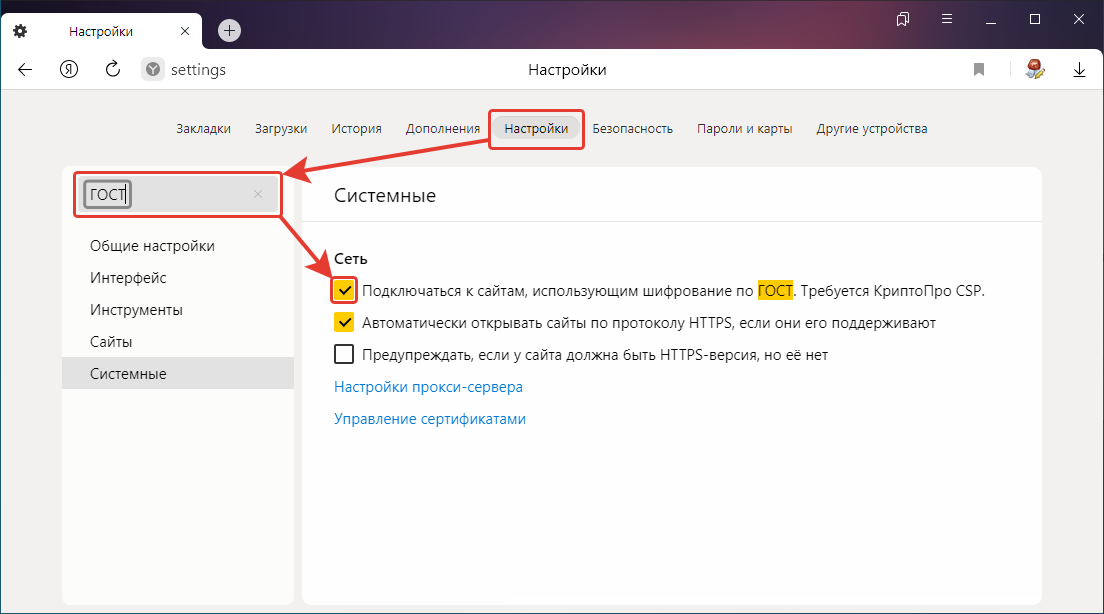 Настройки
settings
Настройки
Закладки Загрузки История Дополнения Настройки Безопасность Пароли и карты Другие устройства
ГОСТ
Общие настройки
Интерфейс
Инструменты
Сайты
Системные
Системные
Сеть
Подключаться к сайтам, использующим шифрование по ГОСТ. Требуется КриптоПро CSP.
Автоматически открывать сайты по протоколу HTTPS, если они его поддерживают
Предупреждать, если у сайта должна быть HTTPS-версия, но её нет
Настройки прокси-сервера
Управление сертификатами